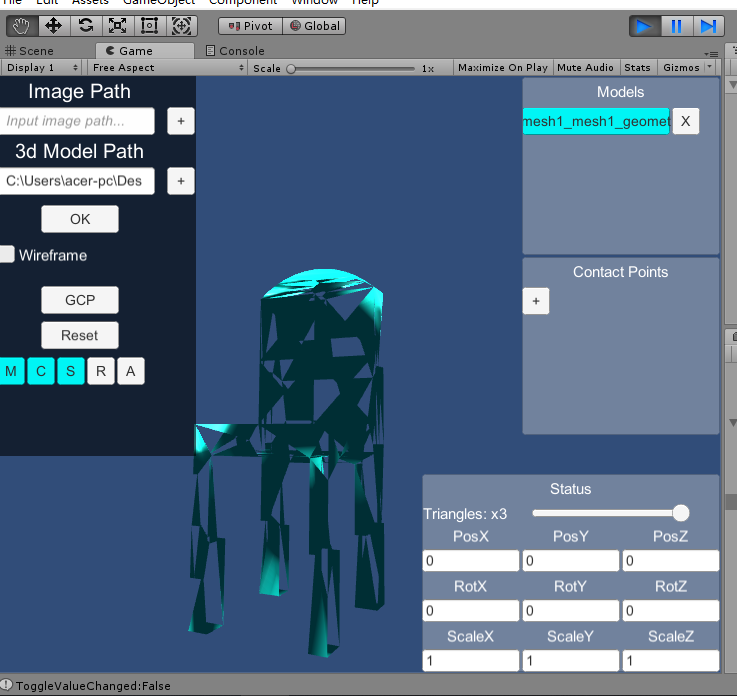 File Edit Assets GameObject Component Window Help
Pivot Global
Scene Game Console
Display 1 Free Aspect Scale 1x Maximize On Play Mute Audio Stats Gizmos
Image Path
Input image path...
+
3d Model Path
C:\Users\acer-pc\Des
+
OK
Wireframe
GCP
Reset
M C S R A
Models
mesh1_mesh1_geomet
X
Contact Points
+
Status
Triangles: x3
PosX PosY PosZ
0 0 0
RotX RotY RotZ
0 0 0
ScaleX ScaleY ScaleZ
1 1 1
ToggleValueChanged:False